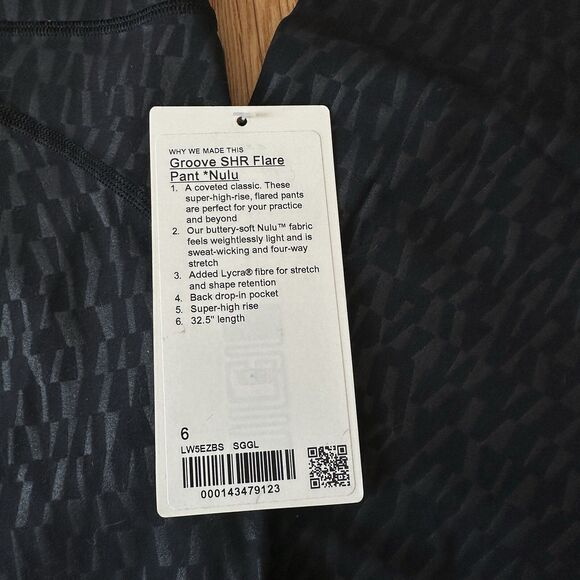 WHY WE MADE THIS
Groove SHR Flare
Pant *Nulu
1. A coveted classic. These
super-high-rise, flared pants
are perfect for your practice
and beyond
2. Our buttery-soft Nulu™ fabric
feels weightlessly light and is
sweat-wicking and four-way
stretch
3. Added Lycra® fibre for stretch
and shape retention
4. Back drop-in pocket
5. Super-high rise
6. 32.5" length
6
LW5EZBS SGGL
000143479123